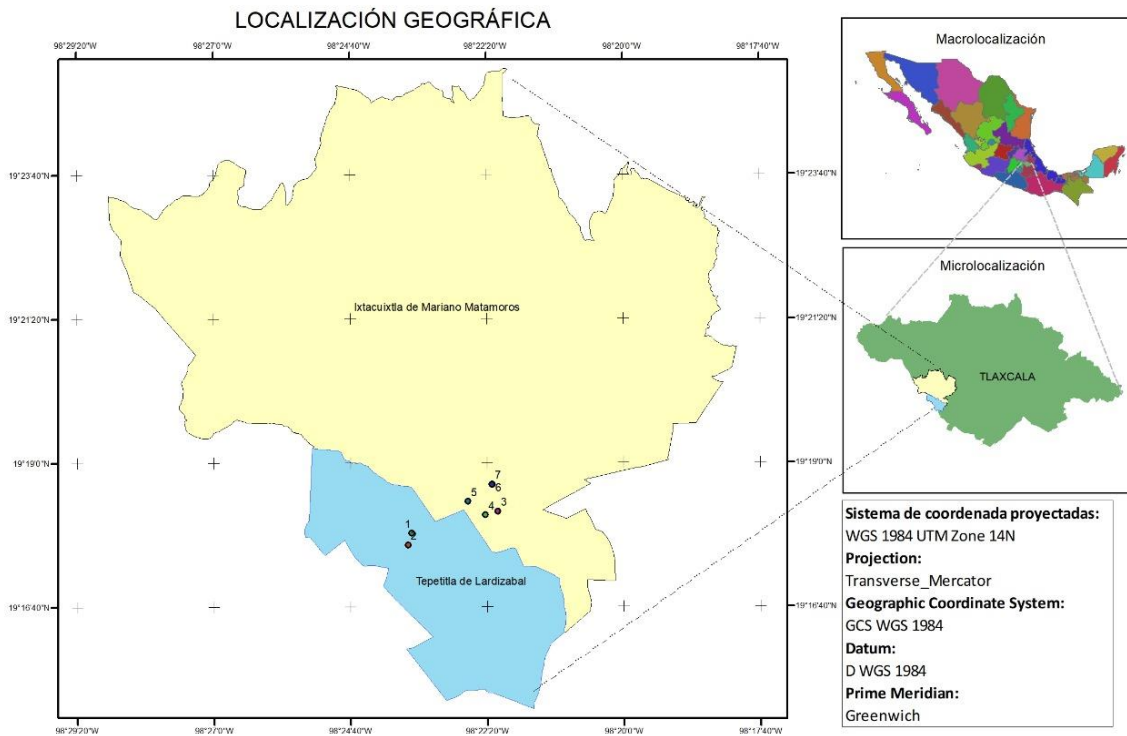 LOCALIZACIÓN GEOGRÁFICA
98°29'20"W 98°27'0"W 98°24'40"W 98°22'20"W 98°20'0"W 98°17'40"W
19°23'40"N 19°23'40"N
Ixtacuixtla de Mariano Matamoros
19°21'20"N 19°21'20"N
19°19'0"N 19°19'0"N
7
6
5
3
4
1
2
Tepetitla de Lardizabal
19°16'40"N 19°16'40"N
98°29'20"W 98°27'0"W 98°24'40"W 98°22'20"W 98°20'0"W 98°17'40"W
Macrolocalización
Microlocalización
TLAXCALA
Sistema de coordenada proyectadas:
WGS 1984 UTM Zone 14N
Projection:
Transverse_Mercator
Geographic Coordinate System:
GCS WGS 1984
Datum:
D WGS 1984
Prime Meridian:
Greenwich